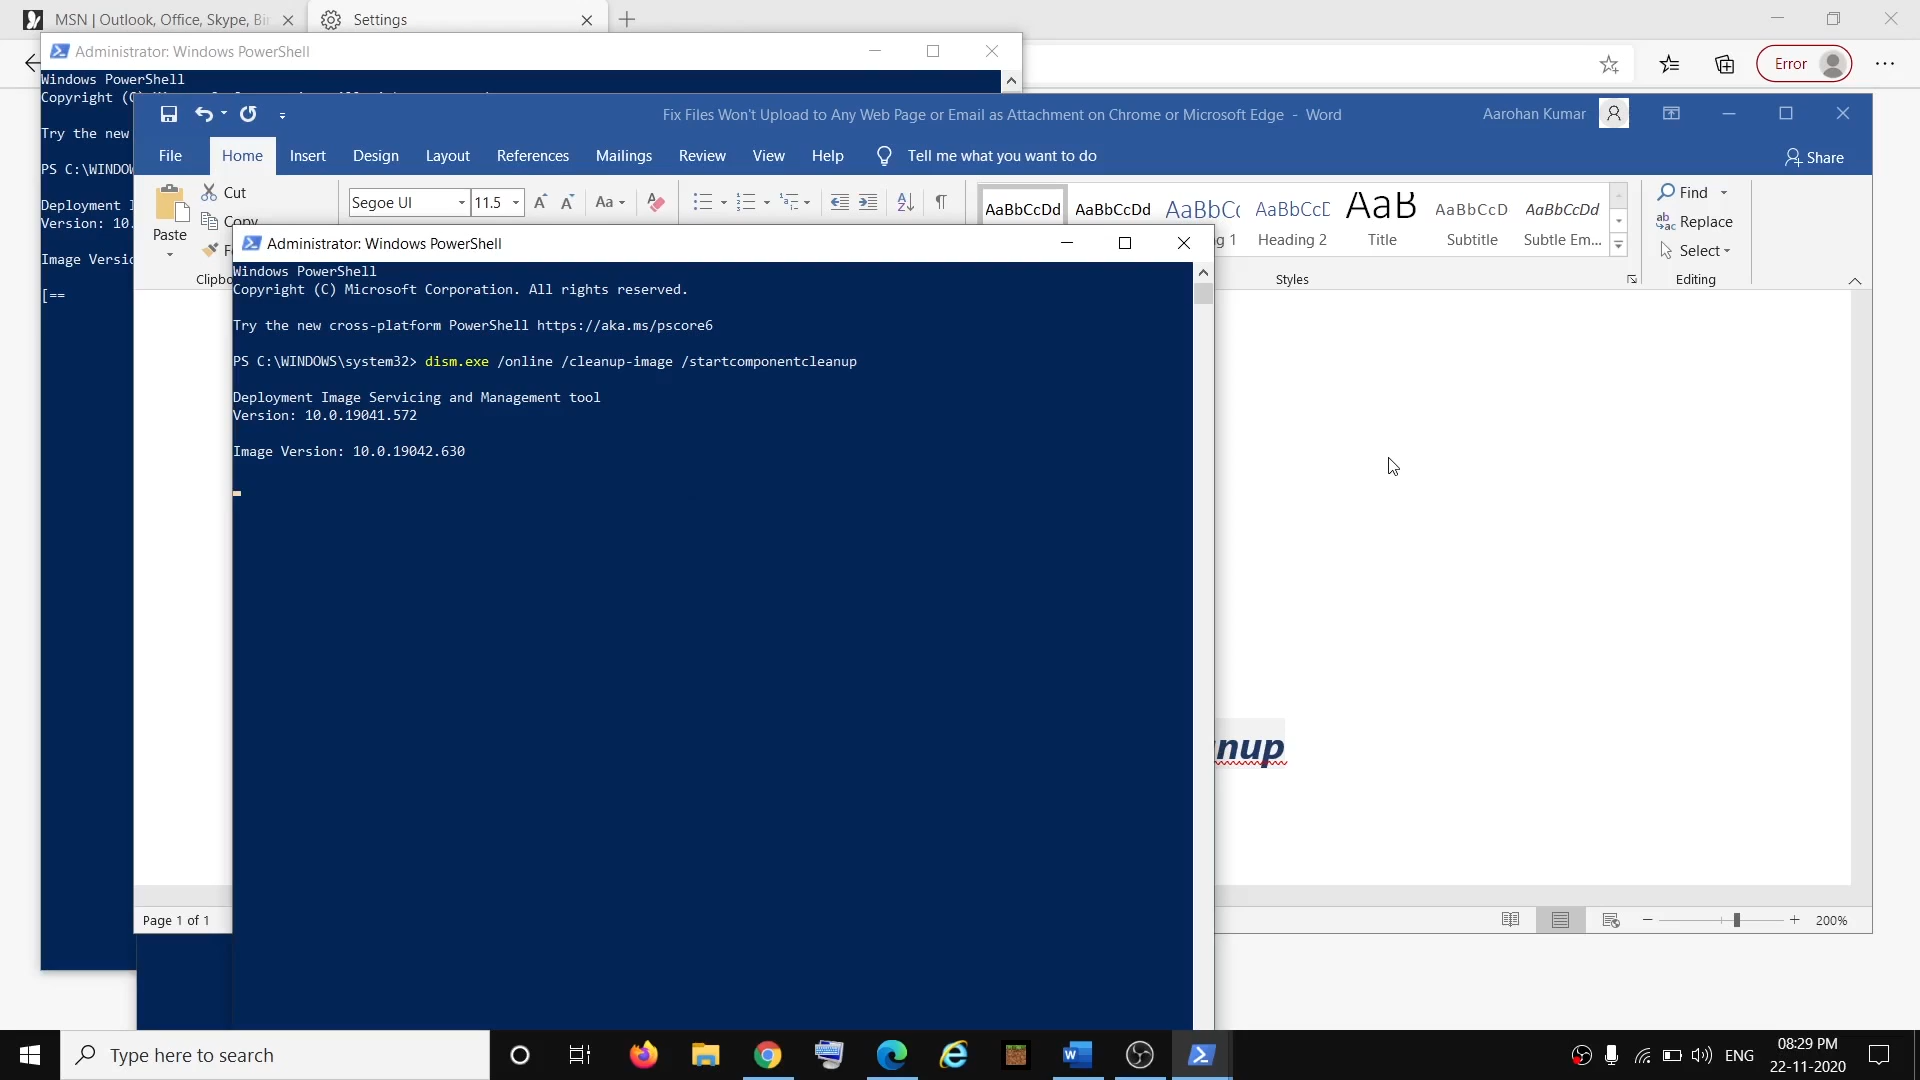 MSN | Outlook, Office, Skype, Bi
Settings
Administrator: Windows PowerShell
Error
Windows PowerShell
Copyright (C
Try the new
PS C:\WINDOW
Deployment I
Version: 10.
Image Versio
[==
Fix Files Won't Upload to Any Web Page or Email as Attachment on Chrome or Microsoft Edge - Word
Aarohan Kumar
File Home Insert Design Layout References Mailings Review View Help Tell me what you want to do Share
Paste
Cut
Copy
Clipbo
Segoe UI 11.5
Aa
AaBbCcDd AaBbCcDd AaBbCc AaBbCcD AaB AaBbCcD AaBbCcDd
g 1 Heading 2 Title Subtitle Subtle Em...
Styles
Find
Replace
Select
Editing
Administrator: Windows PowerShell
Windows PowerShell
Copyright (C) Microsoft Corporation. All rights reserved.
Try the new cross-platform PowerShell https://aka.ms/pscore6
PS C:\WINDOWS\system32> dism.exe /online /cleanup-image /startcomponentcleanup
Deployment Image Servicing and Management tool
Version: 10.0.19041.572
Image Version: 10.0.19042.630
nup
Page 1 of 1
200%
Type here to search
ENG
08:29 PM
22-11-2020